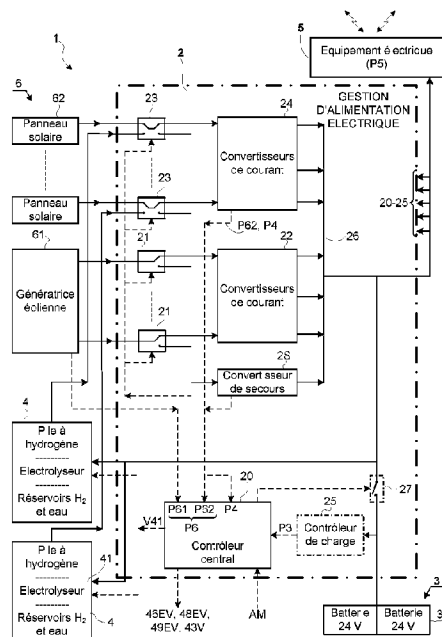 1
2
5
Equipement électrique
(P5)
6
62
Panneau
solaire
23
24
GESTION
D'ALIMENTATION
ELECTRIQUE
Convertisseurs
de courant
Panneau
solaire
23
20-25
61
21
P62, P4
22
26
Génératrice
éolienne
Convertisseurs
de courant
21
28
Convertisseur
de secours
4
Pile à
hydrogène
Electrolyseur
Réservoirs H2
et eau
20
27
P61 P62 P4
P6
V41
25
P3
Contrôleur
de charge
Contrôleur
central
Pile à
hydrogène
41
Electrolyseur
Réservoirs H2
et eau
4
3
Batterie
24 V
Batterie
24 V
46EV, 48EV,
49EV, 43V
AM